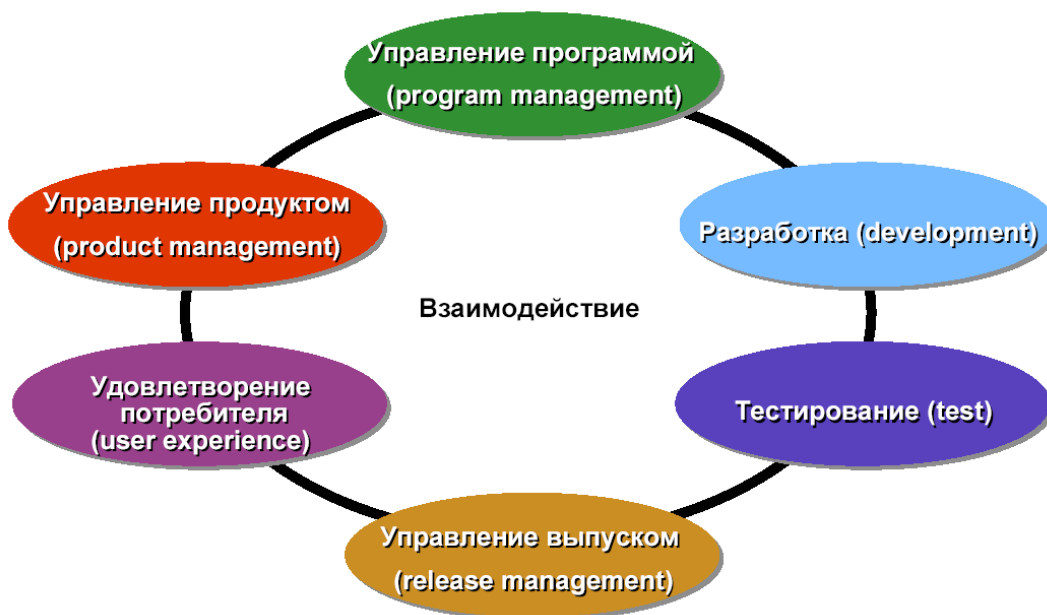 Управление программой
(program management)
Управление продуктом
(product management)
Разработка (development)
Взаимодействие
Удовлетворение
потребителя
(user experience)
Тестирование (test)
Управление выпуском
(release management)